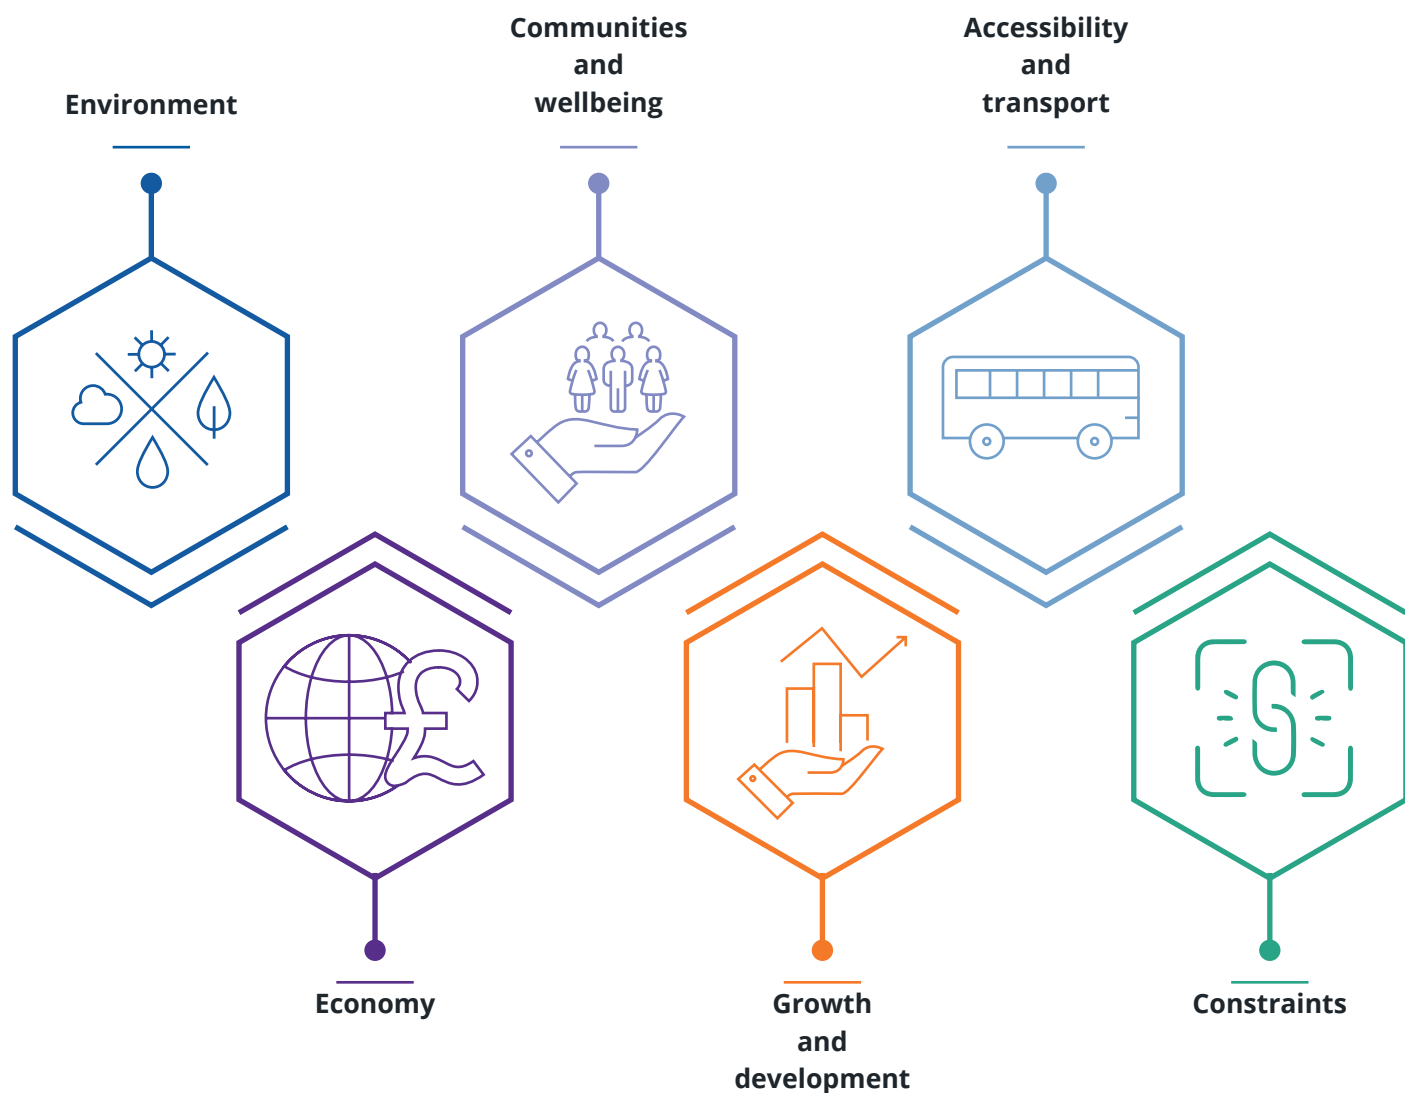 Communities
and
wellbeing
Accessibility
and
transport
Environment
Economy
Growth
and
development
Constraints